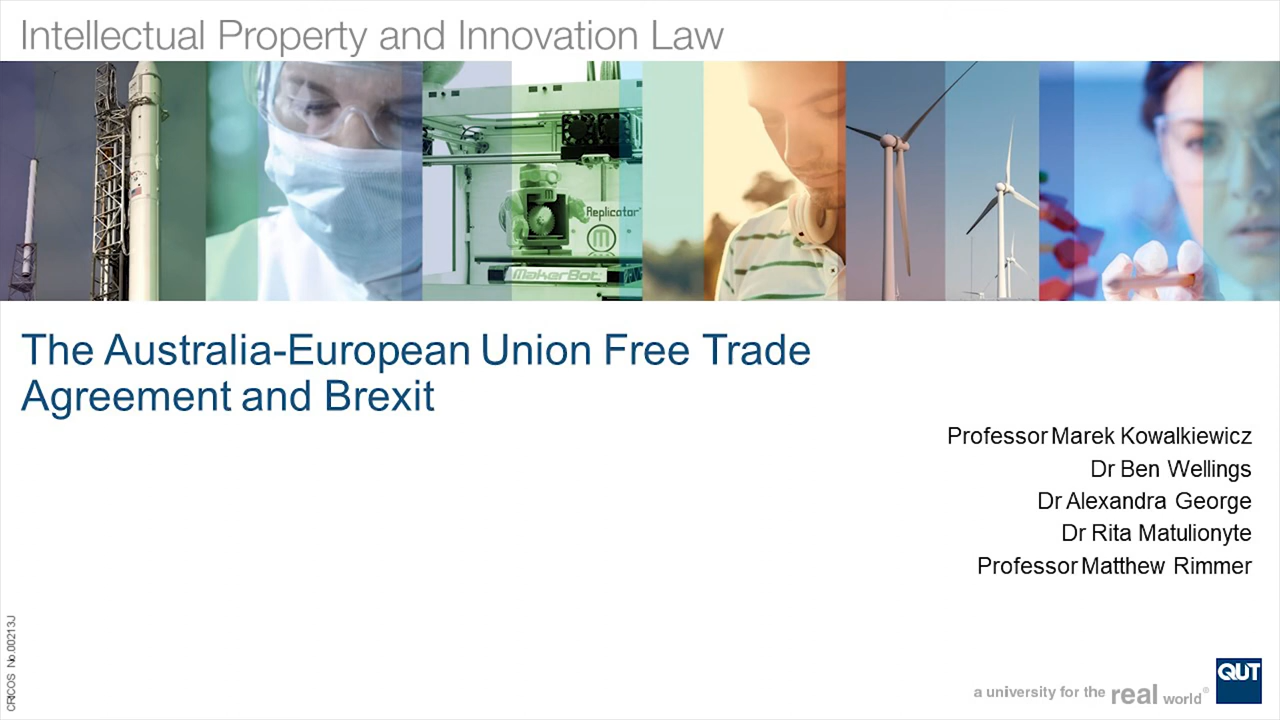 Intellectual Property and Innovation Law
Replicator
M
MakerBot
The Australia-European Union Free Trade
Agreement and Brexit
Professor Marek Kowalkiewicz
Dr Ben Wellings
Dr Alexandra George
Dr Rita Matulionyte
Professor Matthew Rimmer
CRICOS No.00213J
a university for the real world®
QUT